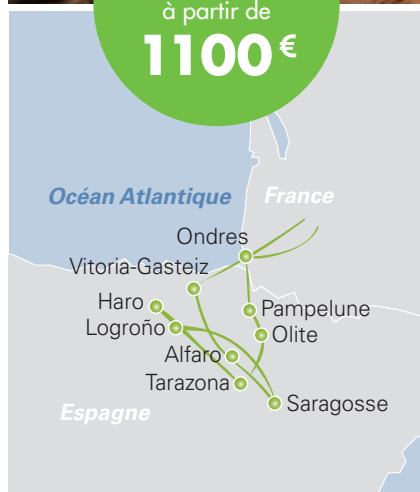 à partir de
1100 €
Océan Atlantique
France
Ondres
Vitoria-Gasteiz
Haro
Pampelune
Logroño
Olite
Alfaro
Tarazona
Saragosse
Espagne